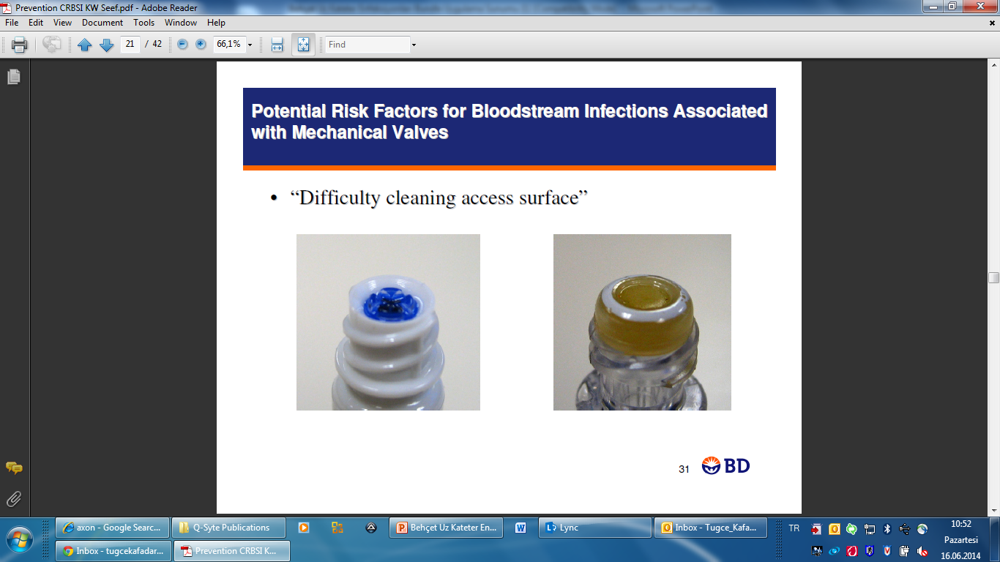 Prevention CRBSI KW Seef.pdf - Adobe Reader
File Edit View Document Tools Window Help
21 / 42 66,1% Find
Potential Risk Factors for Bloodstream Infections Associated
with Mechanical Valves
• “Difficulty cleaning access surface”
31 BD
axon - Google Searc... Q-Syte Publications Behçet Uz Kateter En... Lync Inbox - Tugce_Kafa... TR 10:52
Pazartesi
Inbox - tugcekafadar... Prevention CRBSI K... 16.06.2014